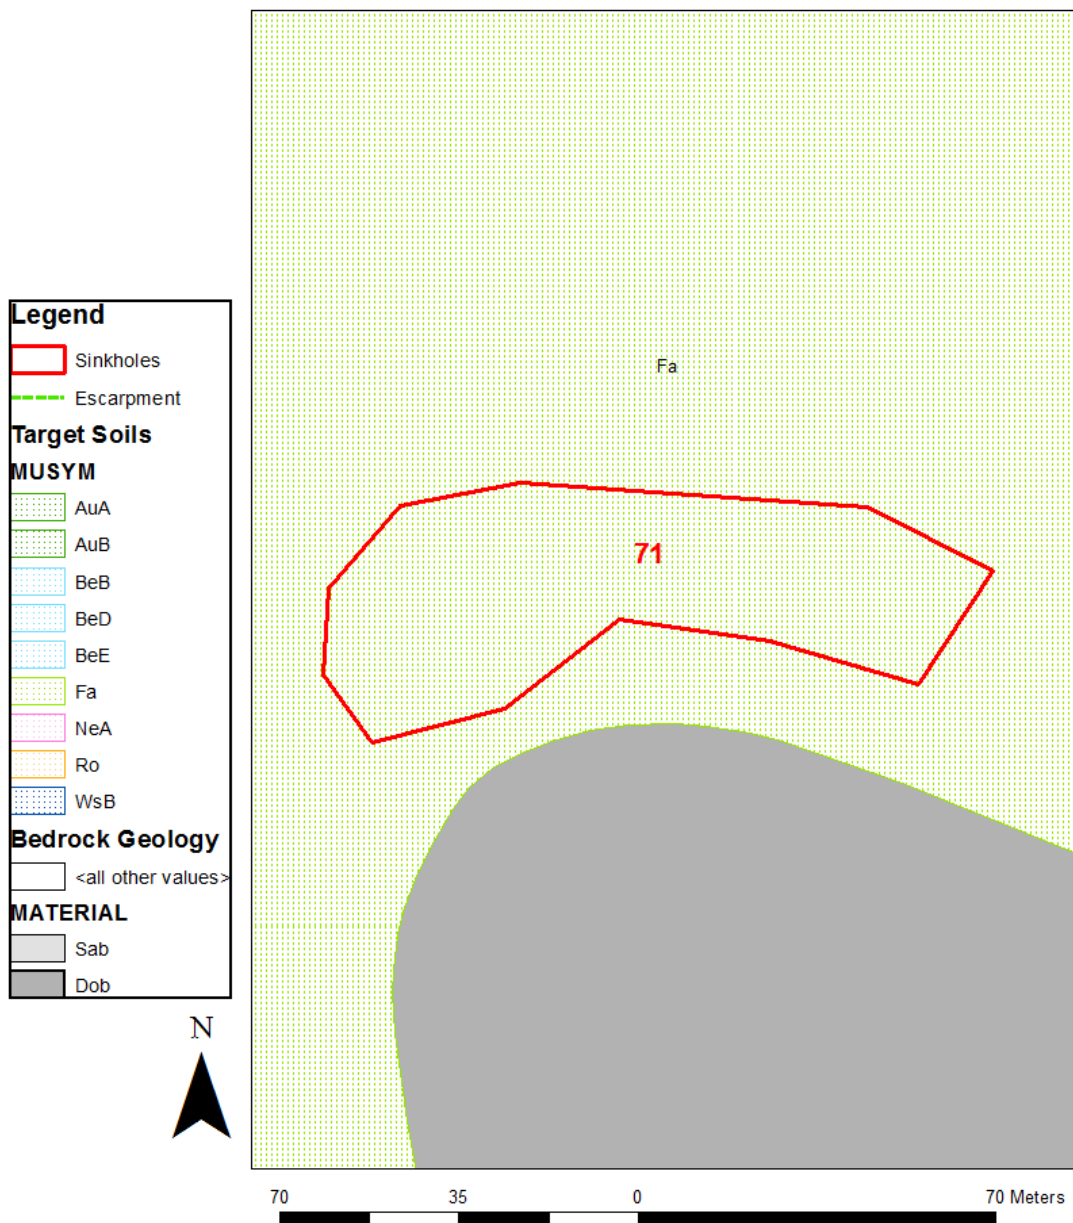 Legend
Sinkholes
Escarpment
Target Soils
MUSYM
AuA
AuB
BeB
BeD
BeE
Fa
NeA
Ro
WsB
Bedrock Geology
<all other values>
MATERIAL
Sab
Dob
N
Fa
71
70 35 0 70 Meters